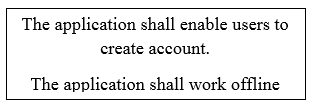 The application shall enable users to
create account.
The application shall work offline